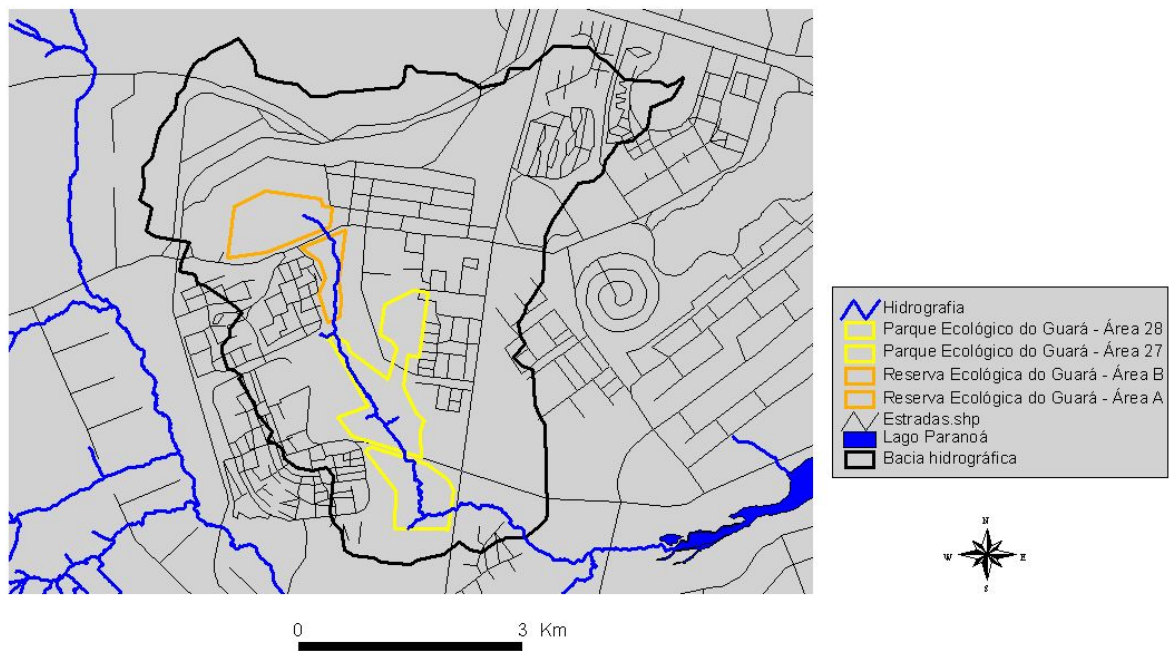 Hidrografia
Parque Ecológico do Guará - Área 28
Parque Ecológico do Guará - Área 27
Reserva Ecológica do Guará - Área B
Reserva Ecológica do Guará - Área A
Estradas.shp
Lago Paranoá
Bacia hidrográfica
N
W E
S
0 3 Km